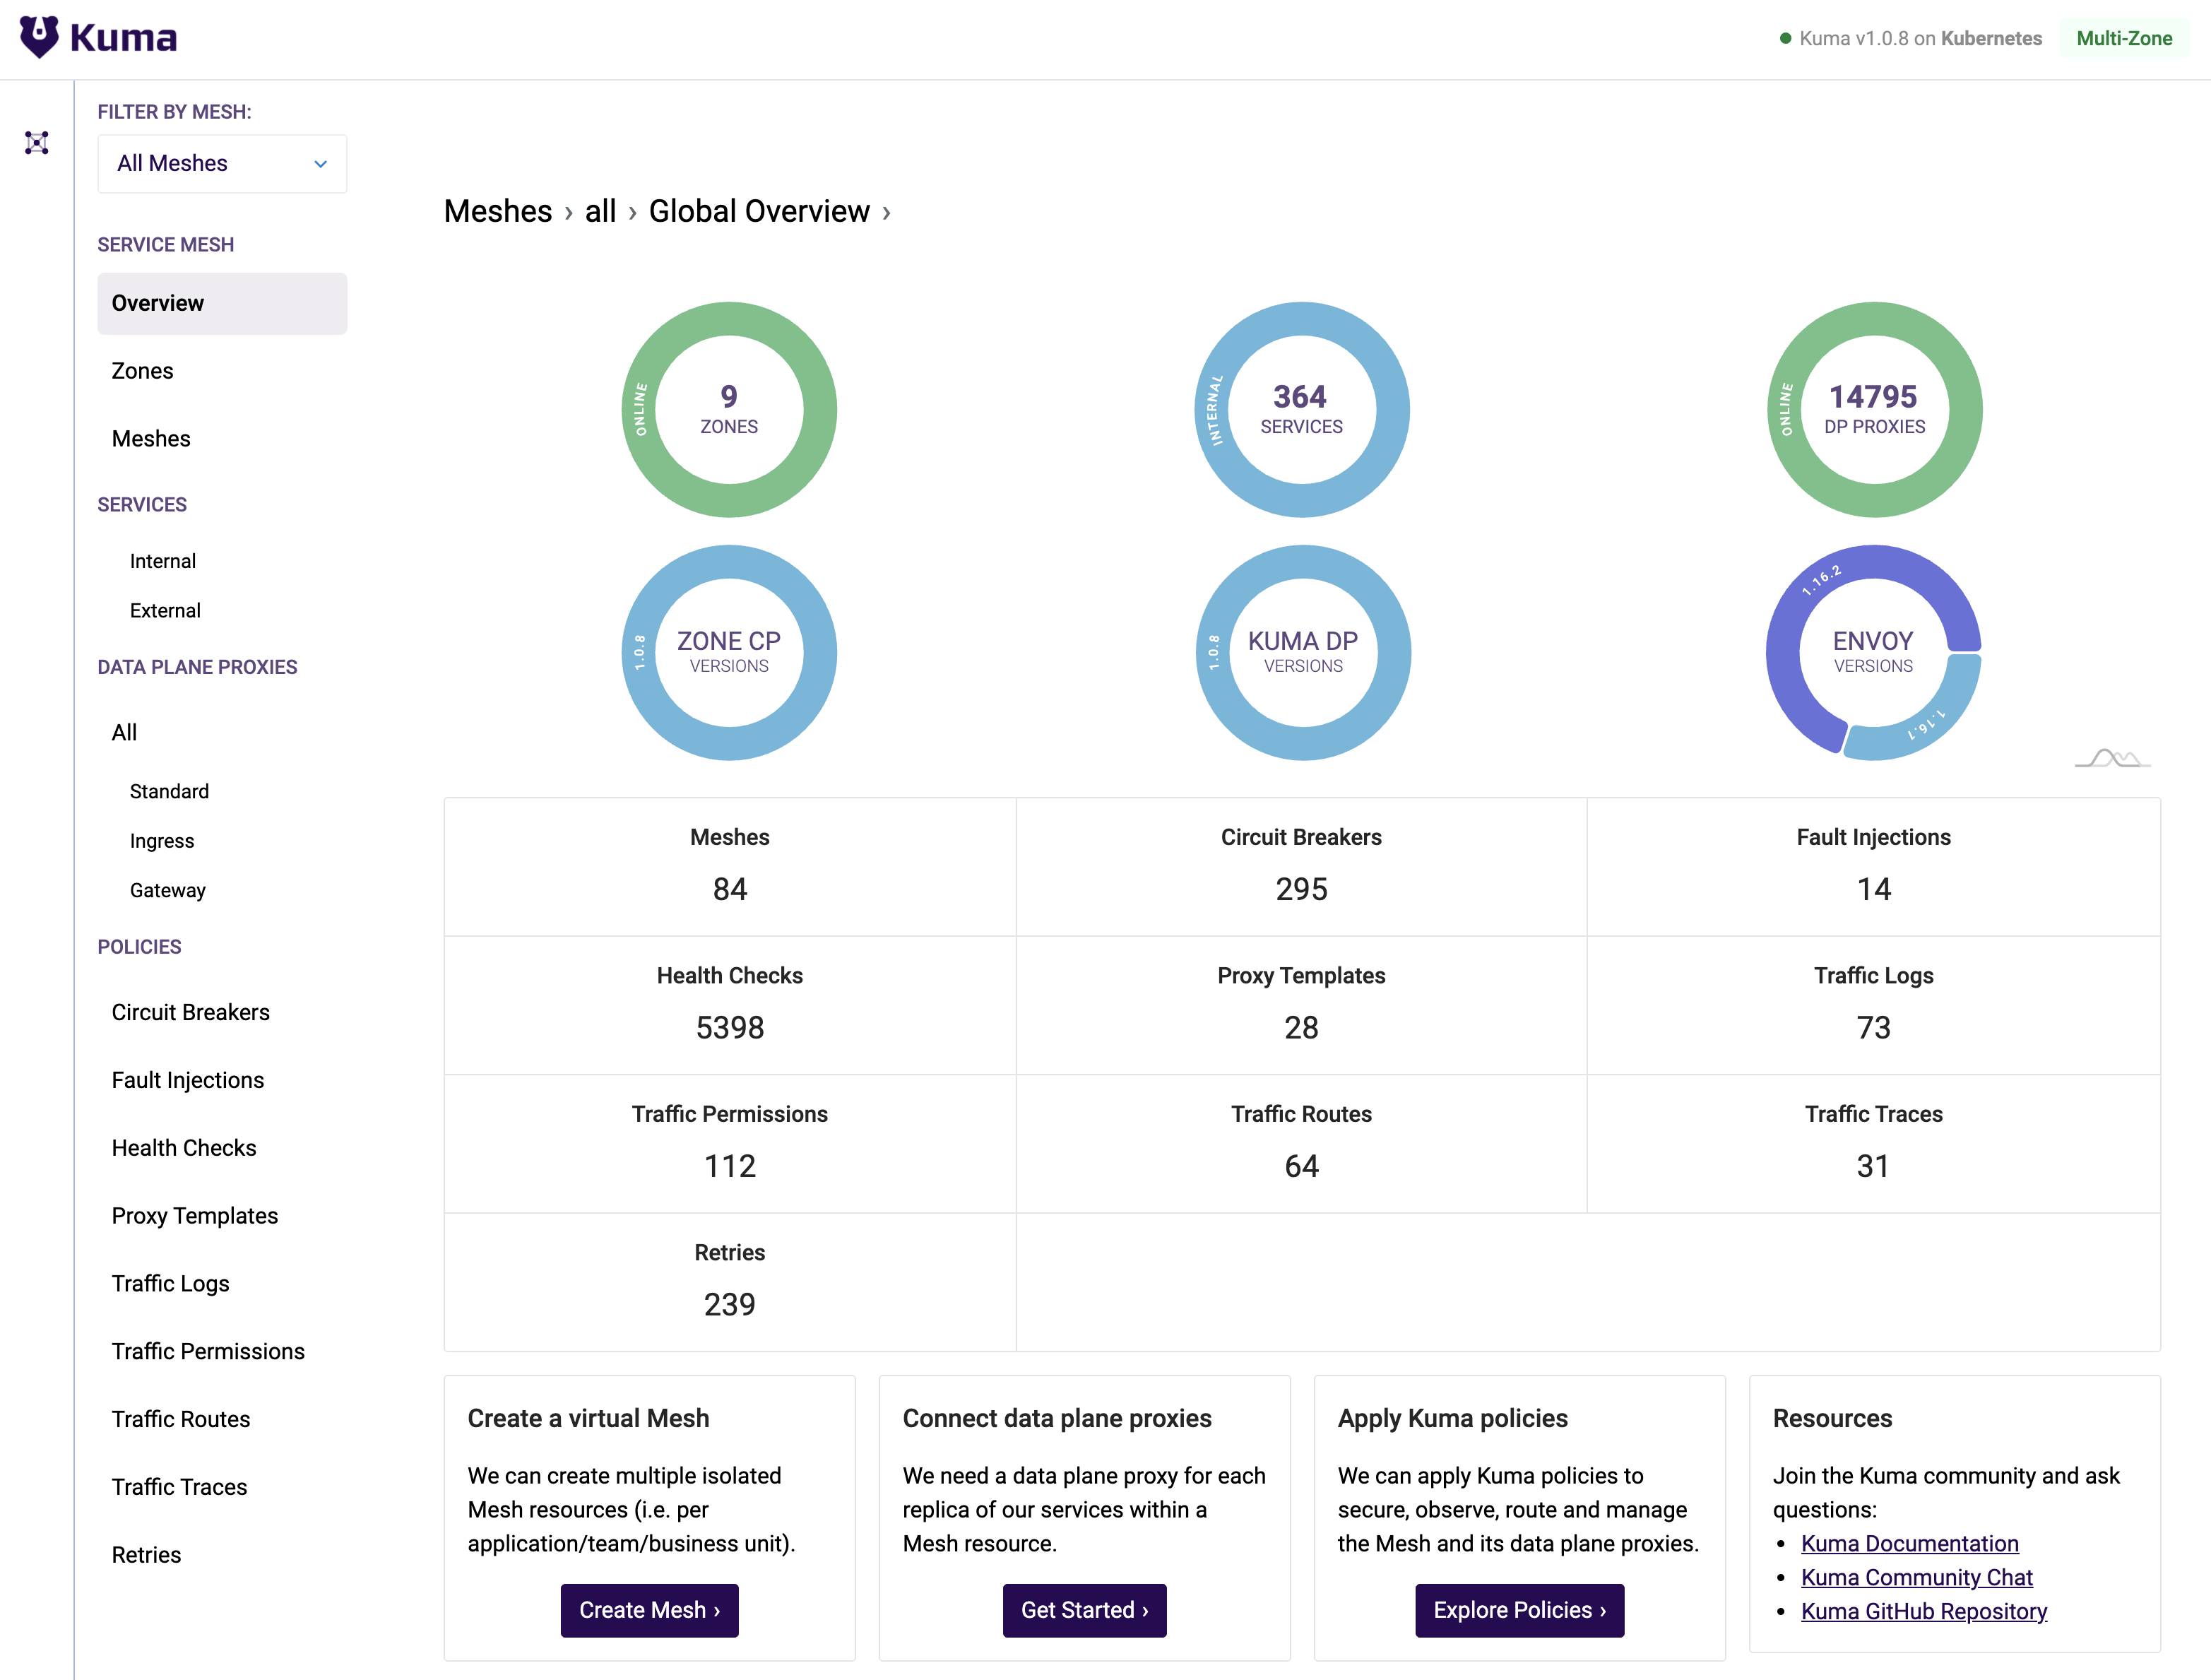 Kuma
Kuma v1.0.8 on Kubernetes
Multi-Zone
FILTER BY MESH:
All Meshes
SERVICE MESH
Overview
Zones
Meshes
SERVICES
Internal
External
DATA PLANE PROXIES
All
Standard
Ingress
Gateway
POLICIES
Circuit Breakers
Fault Injections
Health Checks
Proxy Templates
Traffic Logs
Traffic Permissions
Traffic Routes
Traffic Traces
Retries
Meshes › all › Global Overview ›
ONLINE
9
ZONES
INTERNAL
364
SERVICES
ONLINE
14795
DP PROXIES
1.0.8
ZONE CP
VERSIONS
1.0.8
KUMA DP
VERSIONS
1.16.2
ENVOY
VERSIONS
1.16.1
Meshes
84
Circuit Breakers
295
Fault Injections
14
Health Checks
5398
Proxy Templates
28
Traffic Logs
73
Traffic Permissions
112
Traffic Routes
64
Traffic Traces
31
Retries
239
Create a virtual Mesh
We can create multiple isolated
Mesh resources (i.e. per
application/team/business unit).
Create Mesh ›
Connect data plane proxies
We need a data plane proxy for each
replica of our services within a
Mesh resource.
Get Started ›
Apply Kuma policies
We can apply Kuma policies to
secure, observe, route and manage
the Mesh and its data plane proxies.
Explore Policies ›
Resources
Join the Kuma community and ask
questions:
• Kuma Documentation
• Kuma Community Chat
• Kuma GitHub Repository